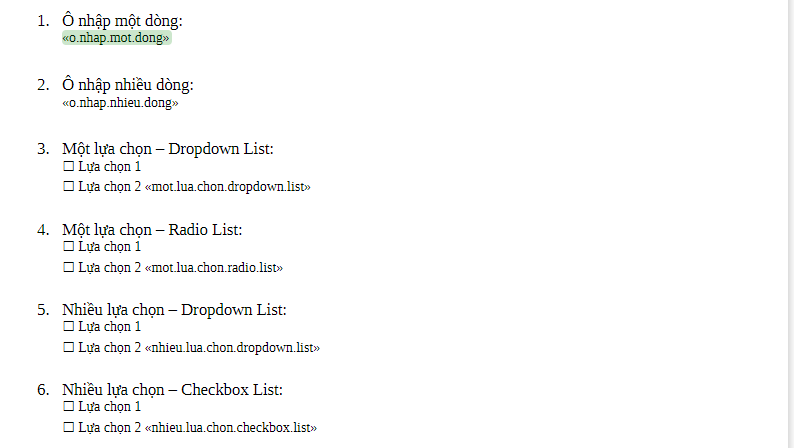 1. Ô nhập một dòng:
«o.nhap.mot.dong»
2. Ô nhập nhiều dòng:
«o.nhap.nhieu.dong»
3. Một lựa chọn – Dropdown List:
☐ Lựa chọn 1
☐ Lựa chọn 2 «mot.lua.chon.dropdown.list»
4. Một lựa chọn – Radio List:
☐ Lựa chọn 1
☐ Lựa chọn 2 «mot.lua.chon.radio.list»
5. Nhiều lựa chọn – Dropdown List:
☐ Lựa chọn 1
☐ Lựa chọn 2 «nhieu.lua.chon.dropdown.list»
6. Nhiều lựa chọn – Checkbox List:
☐ Lựa chọn 1
☐ Lựa chọn 2 «nhieu.lua.chon.checkbox.list»